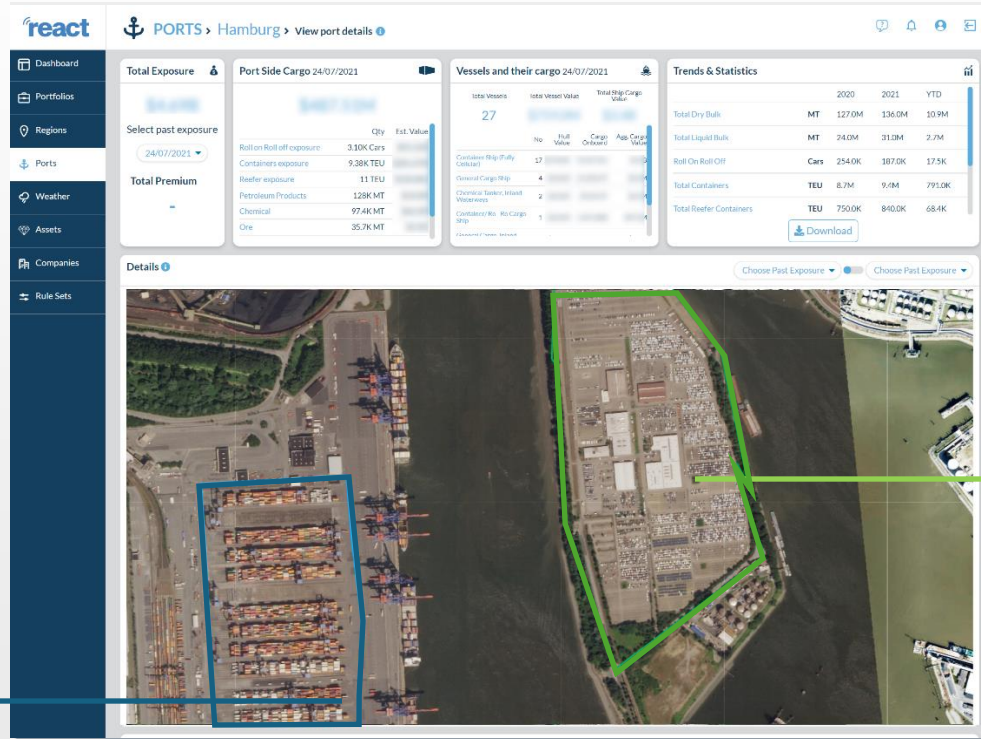 react
PORTS > Hamburg > View port details
Dashboard
Portfolios
Regions
Ports
Weather
Assets
Companies
Rule Sets
Total Exposure
Select past exposure
24/07/2021
Total Premium
-
Port Side Cargo 24/07/2021
Qty Est. Value
Roll on Roll off exposure 3.10K Cars
Containers exposure 9.38K TEU
Reefer exposure 11 TEU
Petroleum Products 128K MT
Chemical 97.4K MT
Ore 35.7K MT
Vessels and their cargo 24/07/2021
Total Vessels Total Vessel Value Total Ship Cargo Value
27
No Hull Value Cargo Onboard Agg. Cargo Value
Container Ship (Fully Cellular) 17
General Cargo Ship 4
Chemical Tanker, Inland Waterways 2
Container/Ro-Ro Cargo Ship 1
General Cargo, Inland
Trends & Statistics
2020 2021 YTD
Total Dry Bulk MT 127.0M 136.0M 10.9M
Total Liquid Bulk MT 24.0M 31.0M 2.7M
Roll On Roll Off Cars 254.0K 187.0K 17.5K
Total Containers TEU 8.7M 9.4M 791.0K
Total Reefer Containers TEU 750.0K 840.0K 68.4K
Download
Details
Choose Past Exposure
Choose Past Exposure